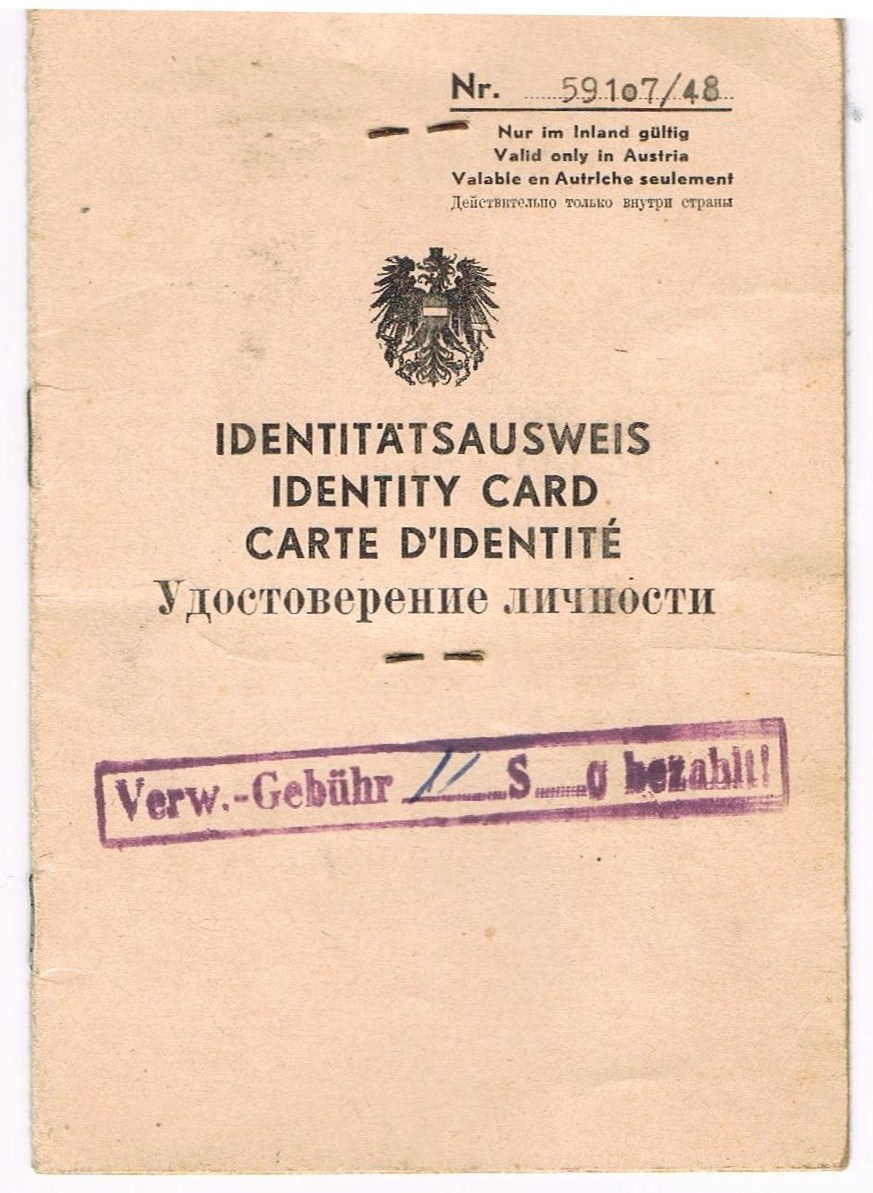 Nr. 59107/48
Nur im Inland gültig
Valid only in Austria
Valable en Autriche seulement
Действительно только внутри страны
IDENTITÄTSAUSWEIS
IDENTITY CARD
CARTE D'IDENTITÉ
Удостоверение личности
Verw.-Gebühr S g bezahlt!